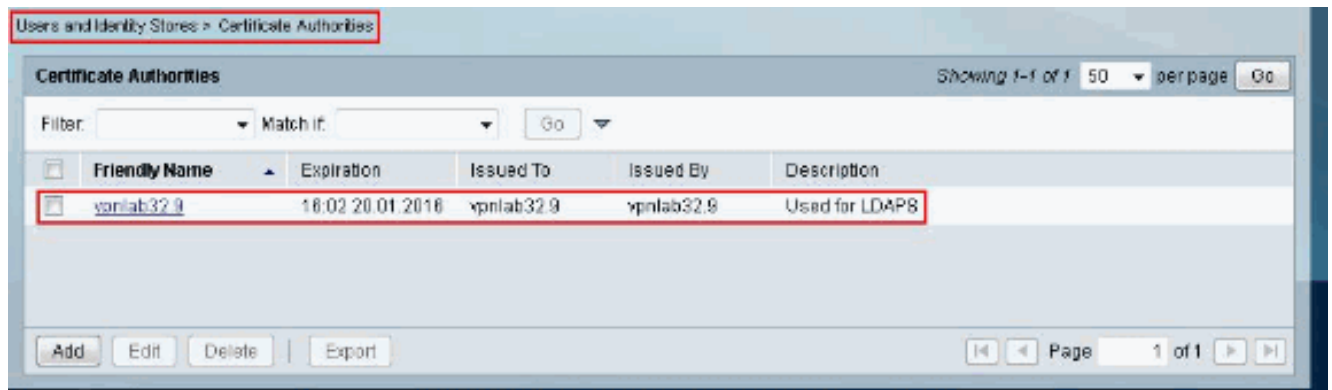 Users and Identity Stores > Certificate Authorities
Certificate Authorities Showing 1-1 of 1 50 per page Go
Filter: Match if: Go
Friendly Name Expiration Issued To Issued By Description
vpnlab32.9 16:02 20.01.2016 vpnlab32.9 vpnlab32.9 Used for LDAPS
Add Edit Delete | Export Page 1 of 1